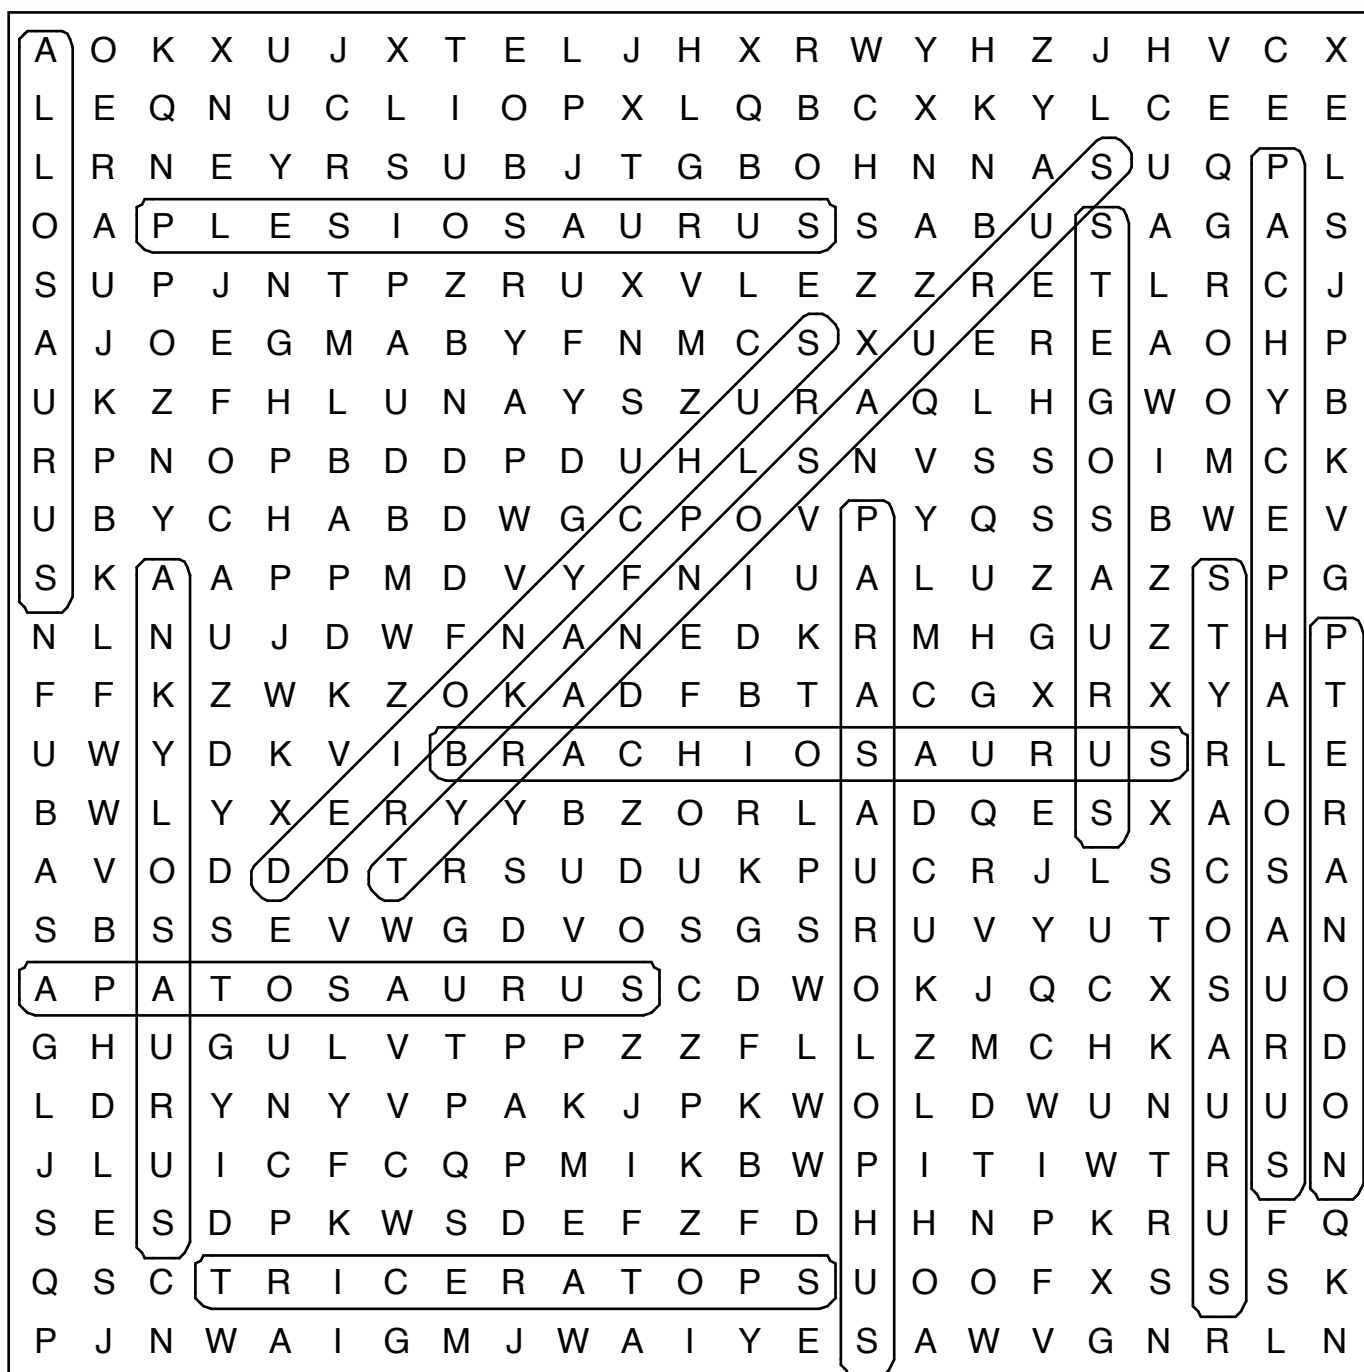 A O K X U J X T E L J H X R W Y H Z J H V C X
L E Q N U C L I O P X L Q B C X K Y L C E E E
L R N E Y R S U B J T G B O H N N A S U Q P L
O A P L E S I O S A U R U S S A B U S A G A S
S U P J N T P Z R U X V L E Z Z R E T L R C J
A J O E G M A B Y F N M C S X U E R E A O H P
U K Z F H L U N A Y S Z U R A Q L H G W O Y B
R P N O P B D D P D U H L S N V S S O I M C K
U B Y C H A B D W G C P O V P Y Q S S B W E V
S K A A P P M D V Y F N I U A L U Z A Z S P G
N L N U J D W F N A N E D K R M H G U Z T H P
F F K Z W K Z O K A D F B T A C G X R X Y A T
U W Y D K V I B R A C H I O S A U R U S R L E
B W L Y X E R Y Y B Z O R L A D Q E S X A O R
A V O D D D T R S U D U K P U C R J L S C S A
S B S S E V W G D V O S G S R U V Y U T O A N
A P A T O S A U R U S C D W O K J Q C X S U O
G H U G U L V T P P Z Z F L L Z M C H K A R D
L D R Y N Y V P A K J P K W O L D W U N U U O
J L U I C F C Q P M I K B W P I T I W T R S N
S E S D P K W S D E F Z F D H H N P K R U F Q
Q S C T R I C E R A T O P S U O O F X S S S K
P J N W A I G M J W A I Y E S A W V G N R L N